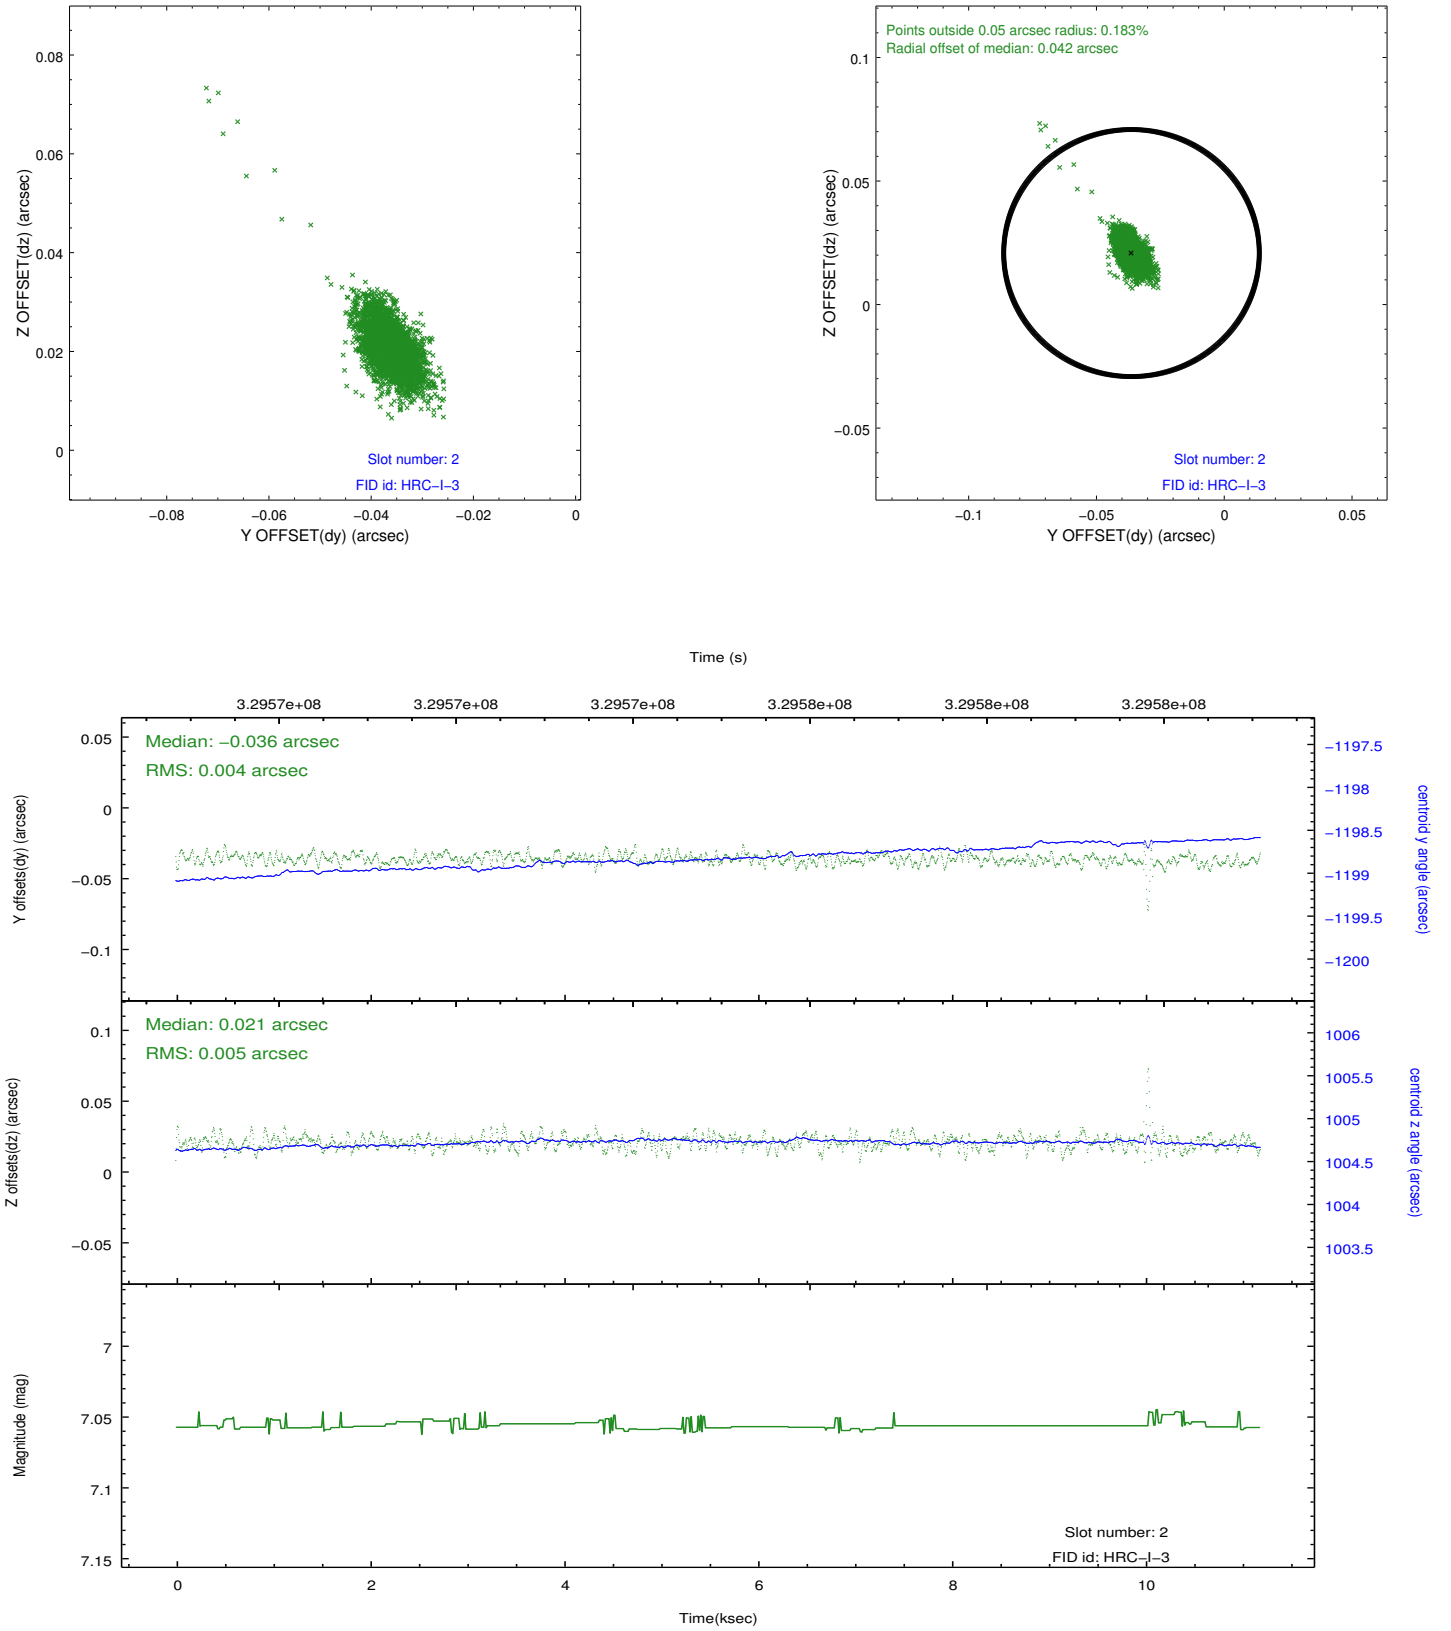 0.08
0.06
0.04
0.02
0
Z OFFSET(dz) (arcsec)
Slot number: 2
FID id: HRC−I−3
−0.08
−0.06
−0.04
−0.02
0
Y OFFSET(dy) (arcsec)
Points outside 0.05 arcsec radius: 0.183%
Radial offset of median: 0.042 arcsec
0.1
0.05
0
−0.05
Z OFFSET(dz) (arcsec)
Slot number: 2
FID id: HRC−I−3
−0.1
−0.05
0
0.05
Y OFFSET(dy) (arcsec)
Time (s)
3.2957e+08
3.2957e+08
3.2957e+08
3.2958e+08
3.2958e+08
3.2958e+08
Median: −0.036 arcsec
RMS: 0.004 arcsec
0.05
0
−0.05
−0.1
Y offsets(dy) (arcsec)
−1197.5
−1198
−1198.5
−1199
−1199.5
−1200
centroid y angle (arcsec)
Median: 0.021 arcsec
RMS: 0.005 arcsec
0.1
0.05
0
−0.05
Z offsets(dz) (arcsec)
1006
1005.5
1005
1004.5
1004
1003.5
centroid z angle (arcsec)
7
7.05
7.1
7.15
Magnitude (mag)
Slot number: 2
FID id: HRC−I−3
0
2
4
6
8
10
Time(ksec)